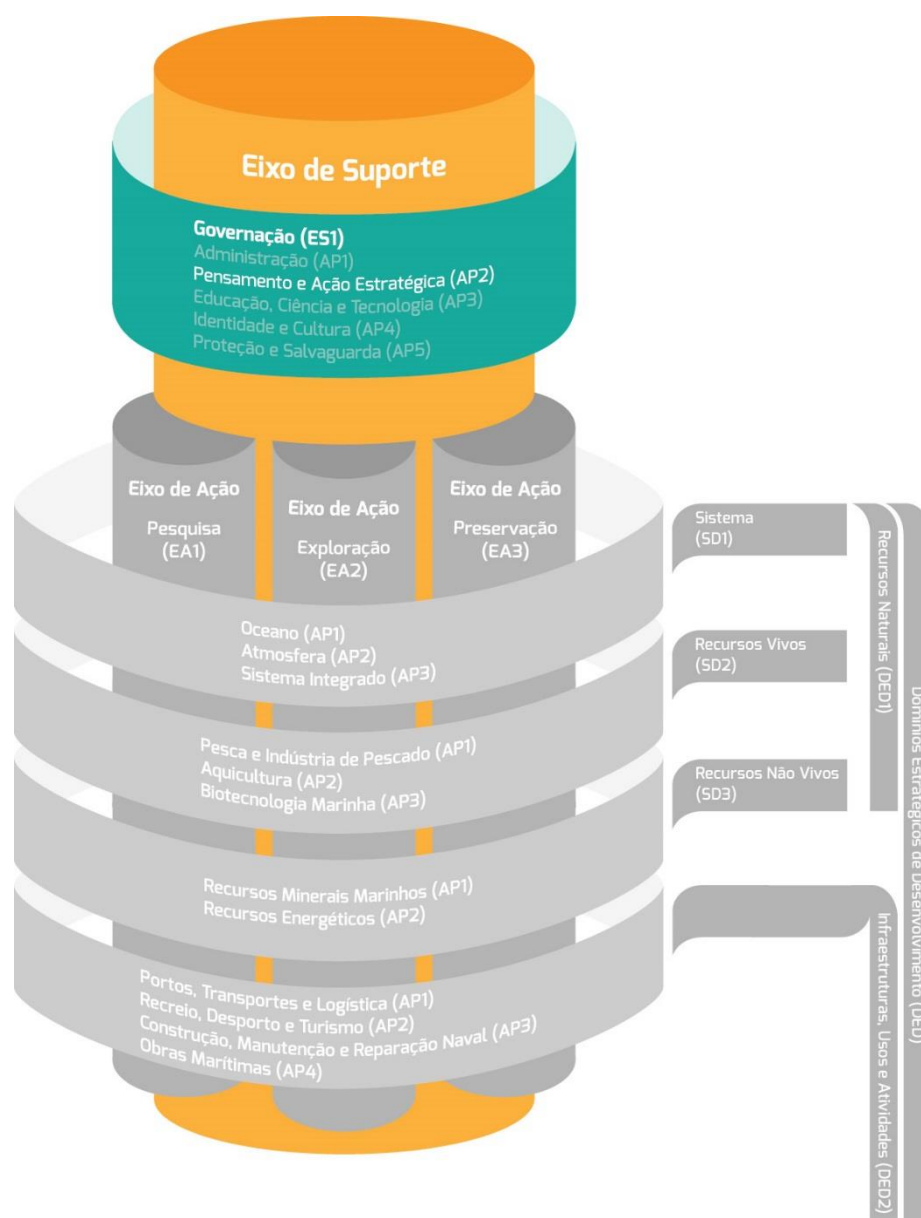 Eixo de Suporte
Governação (ES1)
Administração (AP1)
Pensamento e Ação Estratégica (AP2)
Educação, Ciência e Tecnologia (AP3)
Identidade e Cultura (AP4)
Proteção e Salvaguarda (AP5)
Eixo de Ação
Pesquisa
(EA1)
Eixo de Ação
Exploração
(EA2)
Eixo de Ação
Preservação
(EA3)
Sistema
(SD1)
Oceano (AP1)
Atmosfera (AP2)
Sistema Integrado (AP3)
Recursos Vivos
(SD2)
Pesca e Indústria de Pescado (AP1)
Aquicultura (AP2)
Biotecnologia Marinha (AP3)
Recursos Não Vivos
(SD3)
Recursos Minerais Marinhos (AP1)
Recursos Energéticos (AP2)
Portos, Transportes e Logística (AP1)
Recreio, Desporto e Turismo (AP2)
Construção, Manutenção e Reparação Naval (AP3)
Obras Marítimas (AP4)
Recursos Naturais (DED1)
Infraestruturas, Usos e Atividades (DED2)
Domínios Estratégicos de Desenvolvimento (DED)